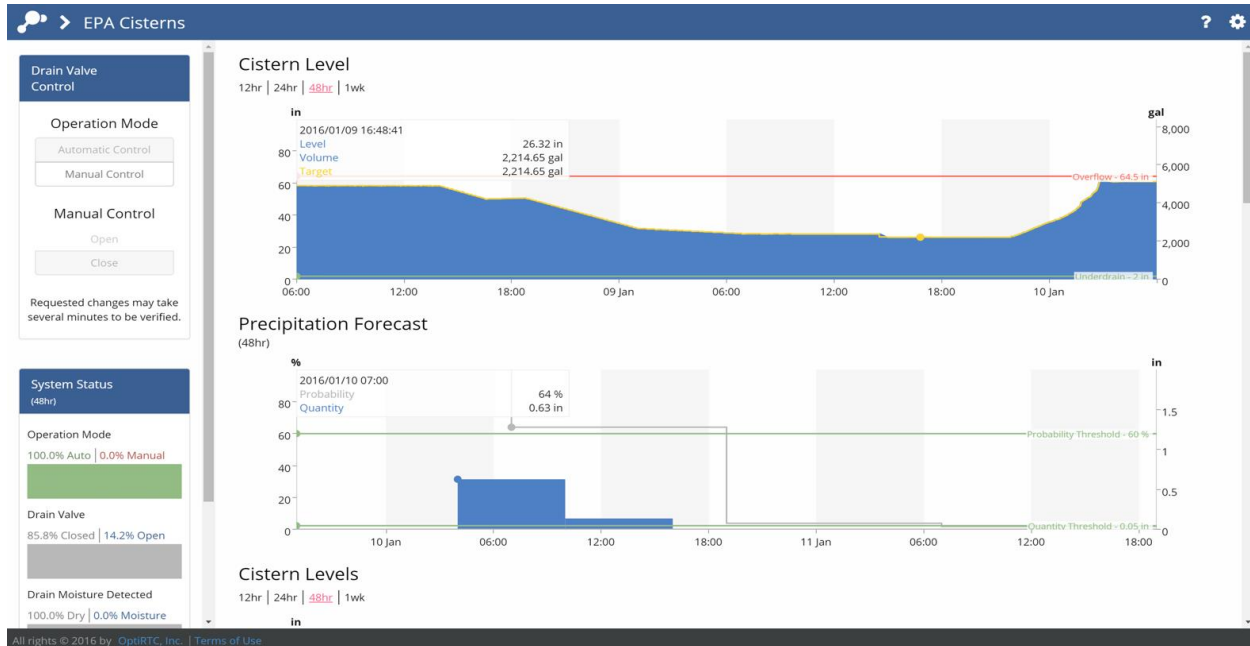 EPA Cisterns
?
Drain Valve
Control
Operation Mode
Automatic Control
Manual Control
Manual Control
Open
Close
Requested changes may take
several minutes to be verified.
System Status
(48hr)
Operation Mode
100.0% Auto | 0.0% Manual
Drain Valve
85.8% Closed | 14.2% Open
Drain Moisture Detected
100.0% Dry | 0.0% Moisture
Cistern Level
12hr | 24hr | 48hr | 1wk
in gal
2016/01/09 16:48:41
Level 26.32 in
Volume 2,214.65 gal
Target 2,214.65 gal
80 8,000
60 6,000
40 4,000
20 2,000
0 0
Overflow - 64.5 in
Underdrain - 2 in
06:00 12:00 18:00 09 Jan 06:00 12:00 18:00 10 Jan
Precipitation Forecast
(48hr)
% in
2016/01/10 07:00
Probability 64 %
Quantity 0.63 in
80 1.5
60 1
40 0.5
20
0 0
Probability Threshold - 60 %
Quantity Threshold - 0.05 in
10 Jan 06:00 12:00 18:00 11 Jan 06:00 12:00 18:00
Cistern Levels
12hr | 24hr | 48hr | 1wk
in
All rights © 2016 by OptiRTC, Inc. | Terms of Use